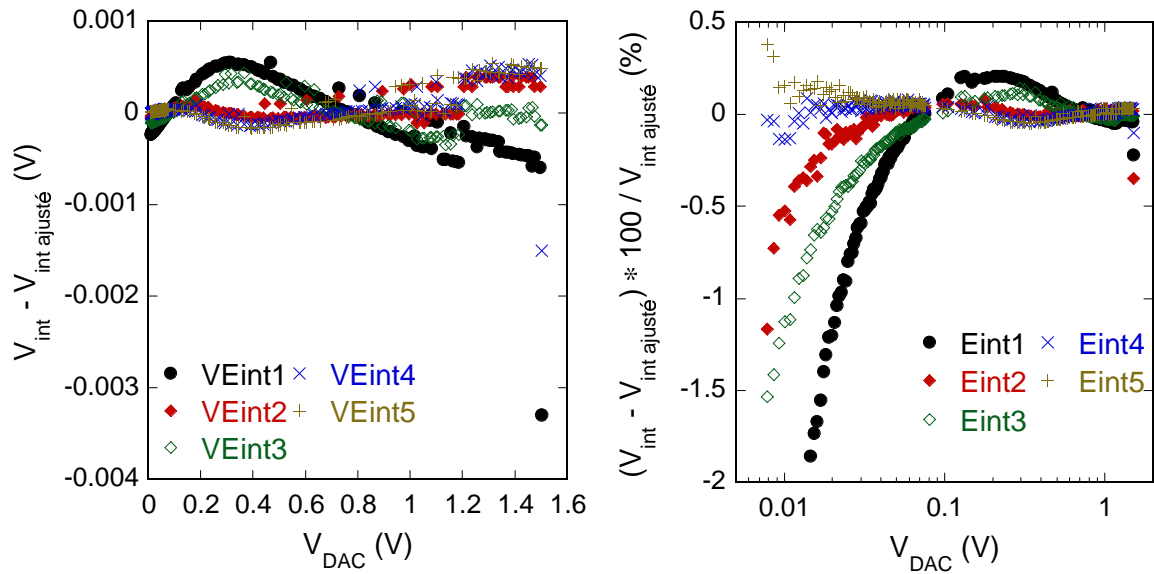 V_int - V_int ajusté (V)
0.001
0
-0.001
-0.002
-0.003
-0.004
VEint1
VEint4
VEint2
VEint5
VEint3
0 0.2 0.4 0.6 0.8 1 1.2 1.4 1.6
V_DAC (V)
(V_int - V_int ajusté) * 100 / V_int ajusté (%)
0.5
0
-0.5
-1
-1.5
-2
Eint1
Eint4
Eint2
Eint5
Eint3
0.01 0.1 1
V_DAC (V)